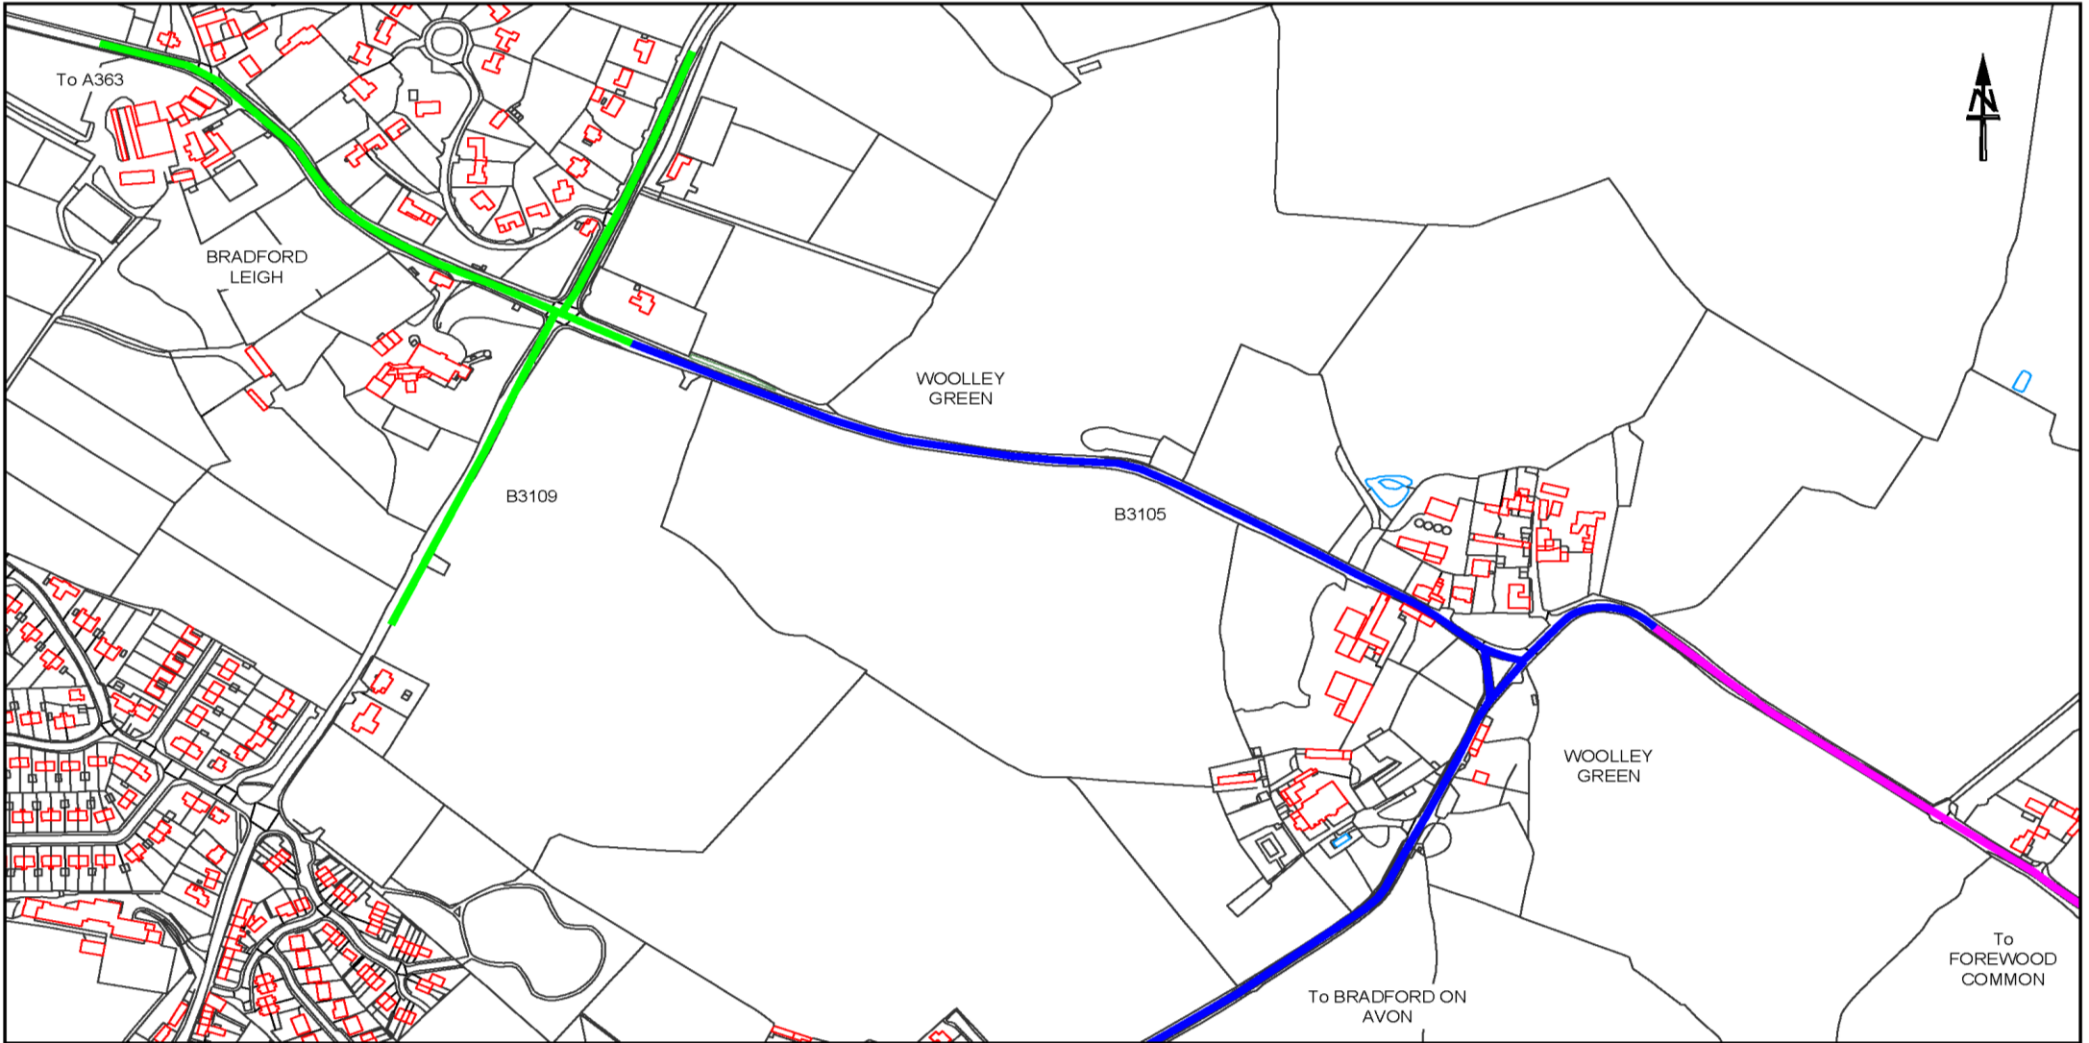 To A363
N
BRADFORD
LEIGH
WOOLLEY
GREEN
B3109
B3105
WOOLLEY
GREEN
To
FOREWOOD
COMMON
To BRADFORD ON
AVON